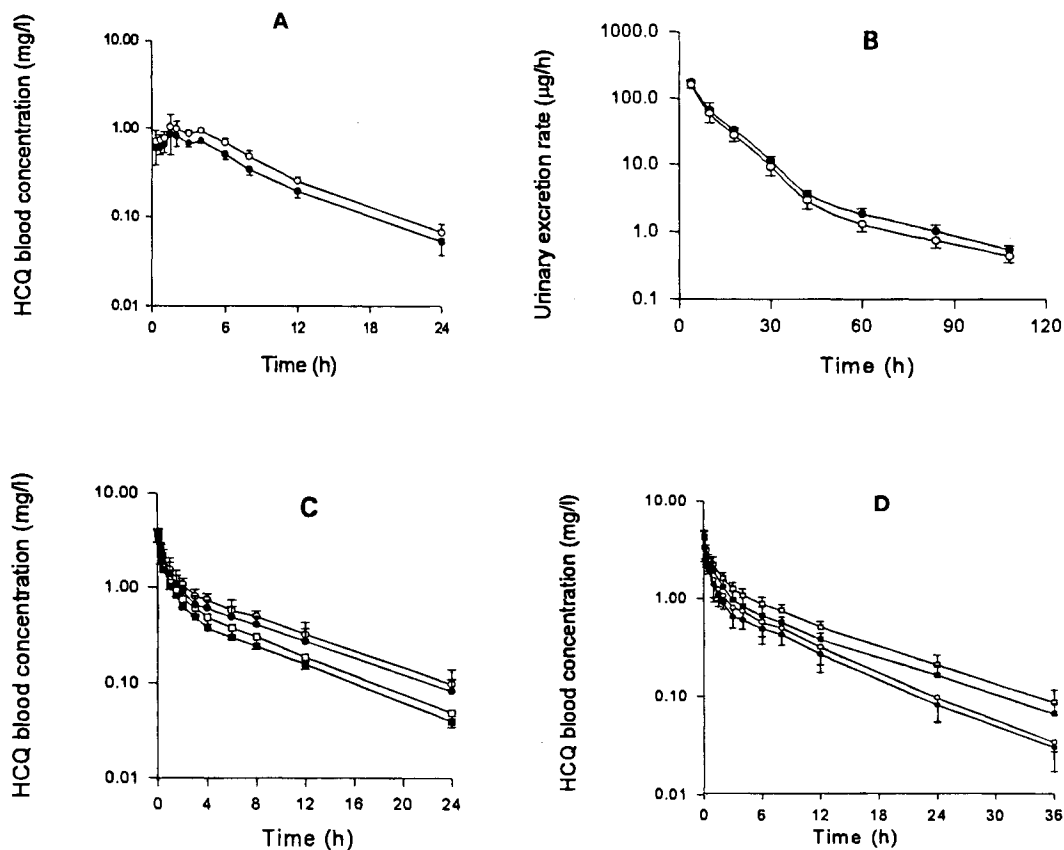 A
HCQ blood concentration (mg/l)
10.00
1.00
0.10
0.01
0 6 12 18 24
Time (h)
B
Urinary excretion rate (µg/h)
1000.0
100.0
10.0
1.0
0.1
0 30 60 90 120
Time (h)
C
HCQ blood concentration (mg/l)
10.00
1.00
0.10
0.01
0 4 8 12 16 20 24
Time (h)
D
HCQ blood concentration (mg/l)
10.00
1.00
0.10
0.01
0 6 12 18 24 30 36
Time (h)